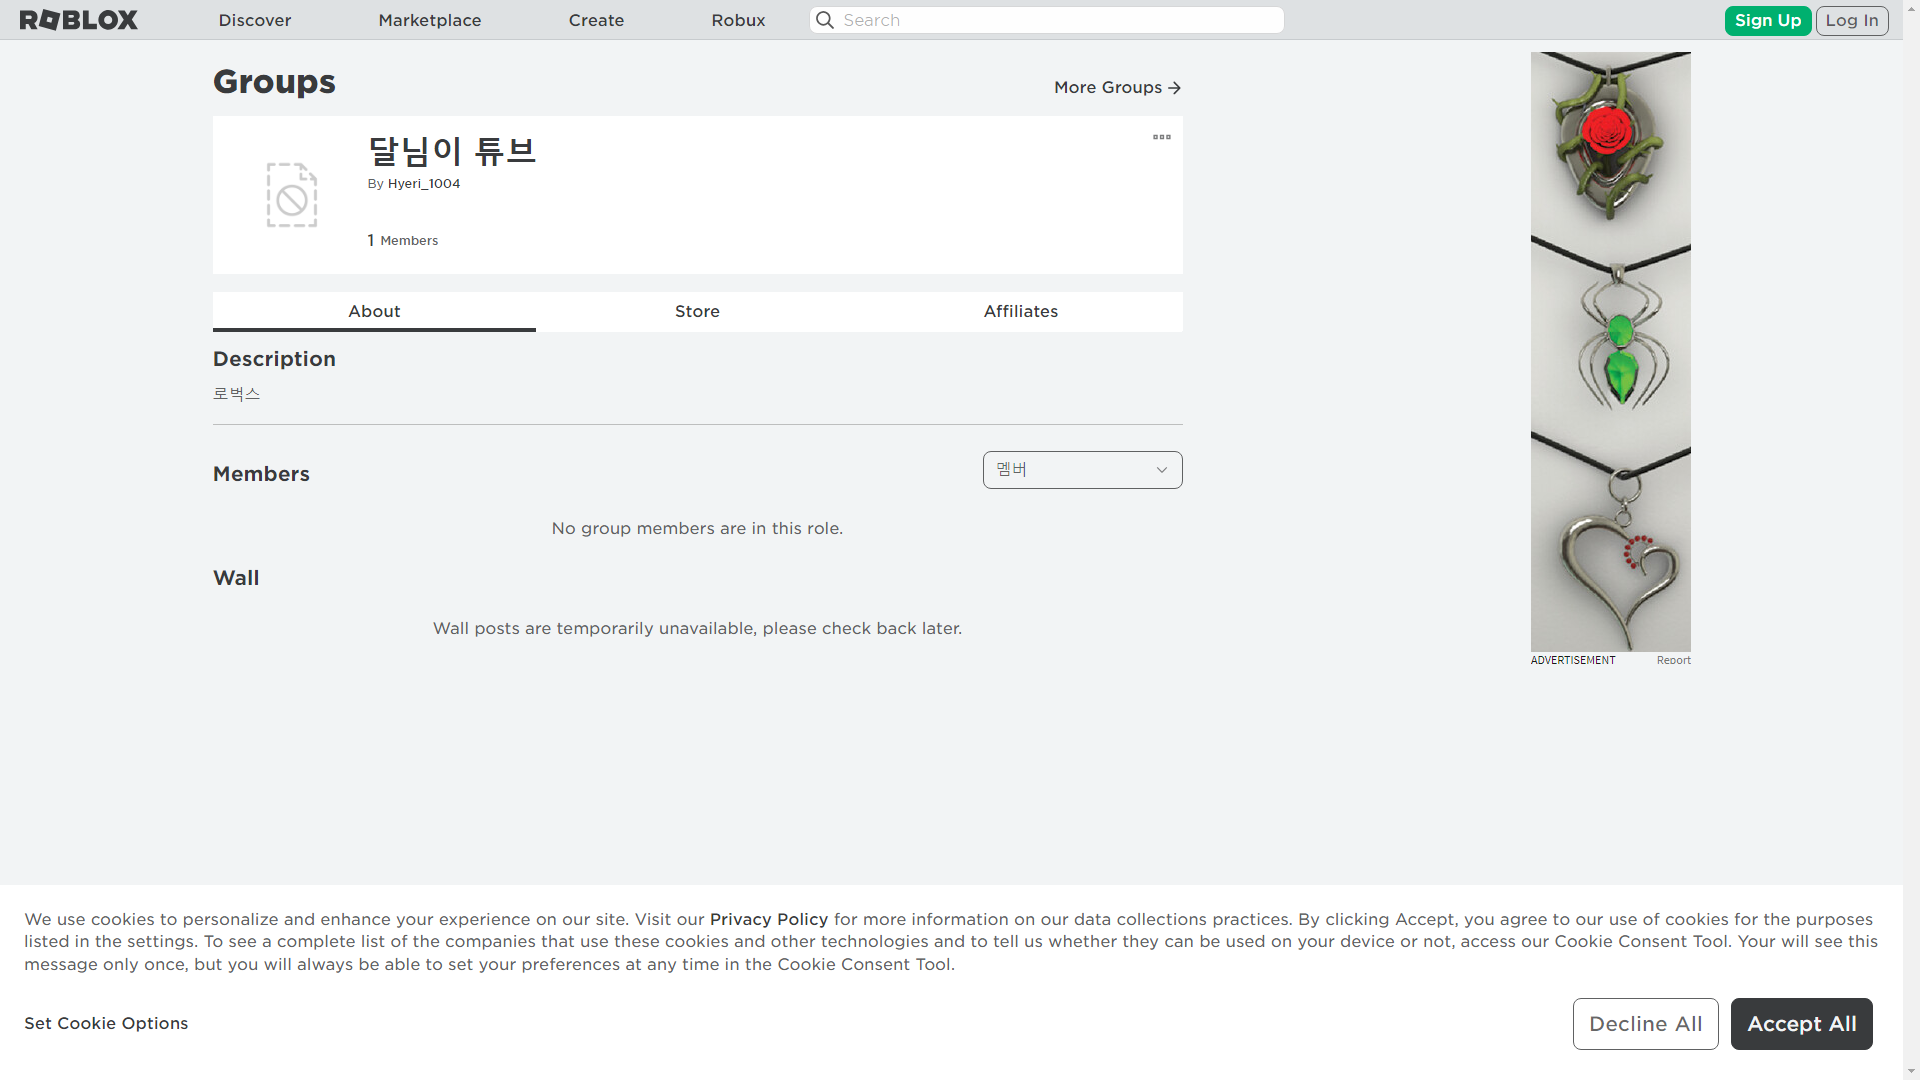 ROBLOX
Discover
Marketplace
Create
Robux
Search
Sign Up
Log In
Groups
More Groups
달님이 튜브
By Hyeri_1004
1 Members
About
Store
Affiliates
Description
로벅스
Members
멤버
No group members are in this role.
Wall
Wall posts are temporarily unavailable, please check back later.
ADVERTISEMENT
Report
We use cookies to personalize and enhance your experience on our site. Visit our Privacy Policy for more information on our data collections practices. By clicking Accept, you agree to our use of cookies for the purposes
listed in the settings. To see a complete list of the companies that use these cookies and other technologies and to tell us whether they can be used on your device or not, access our Cookie Consent Tool. Your will see this
message only once, but you will always be able to set your preferences at any time in the Cookie Consent Tool.
Set Cookie Options
Decline All
Accept All